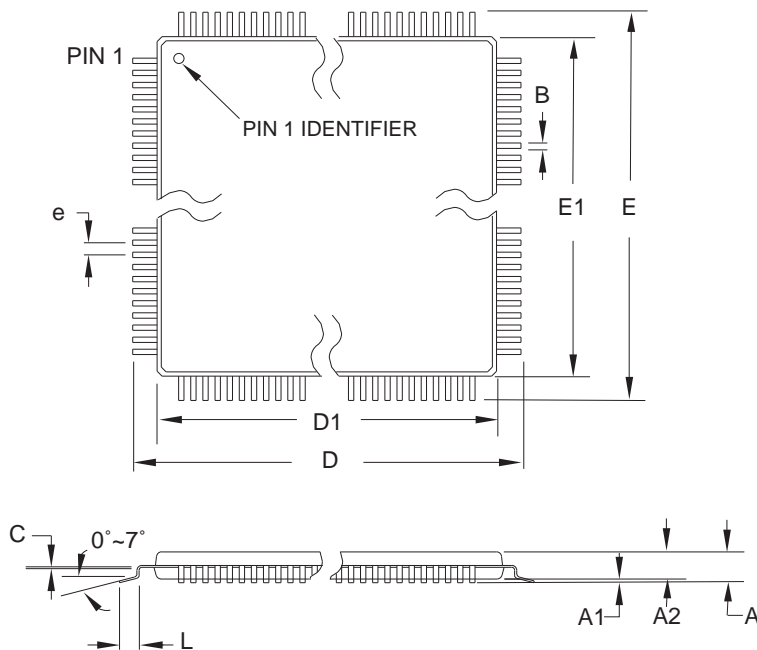 PIN 1
PIN 1 IDENTIFIER
B
e
E1
E
D1
D
C
0°~7°
L
A1
A2
A